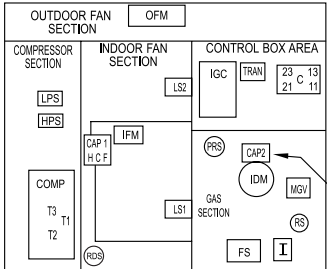 OUTDOOR FAN
SECTION
OFM
COMPRESSOR
SECTION
LPS
HPS
COMP
T3
T1
T2
INDOOR FAN
SECTION
LS2
CAP 1
H C F
IFM
LS1
RDS
CONTROL BOX AREA
IGC
TRAN
23 C 13
21 11
PRS
CAP2
IDM
MGV
GAS
SECTION
RS
FS
I